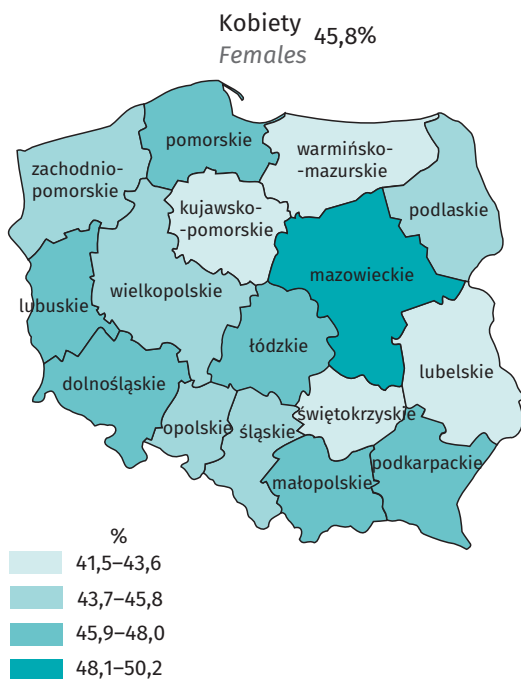 Kobiety 45,8%
Females
pomorskie
warmińsko-
-mazurskie
zachodnio-
pomorskie
kujawsko-
-pomorskie
podlaskie
mazowieckie
wielkopolskie
lubuskie
łódzkie
lubelskie
dolnośląskie
świętokrzyskie
opolskie
śląskie
podkarpackie
małopolskie
%
41,5–43,6
43,7–45,8
45,9–48,0
48,1–50,2